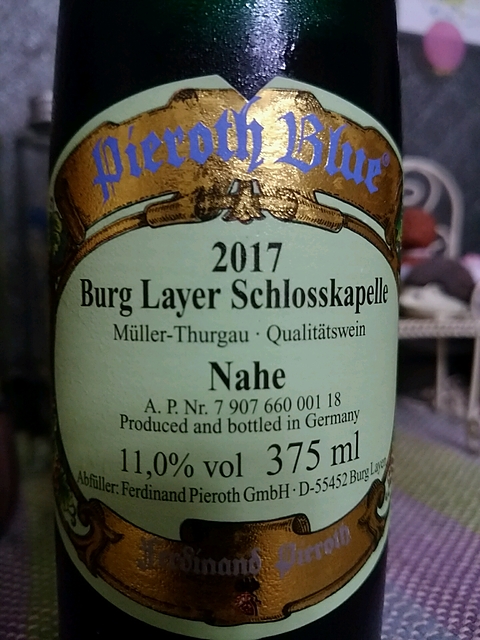 Pieroth Blue®
2017
Burg Layer Schlosskapelle
Müller-Thurgau · Qualitätswein
Nahe
A. P. Nr. 7 907 660 001 18
Produced and bottled in Germany
11,0% vol 375 ml
Abfüller: Ferdinand Pieroth GmbH · D-55452 Burg Layen
Ferdinand Pieroth